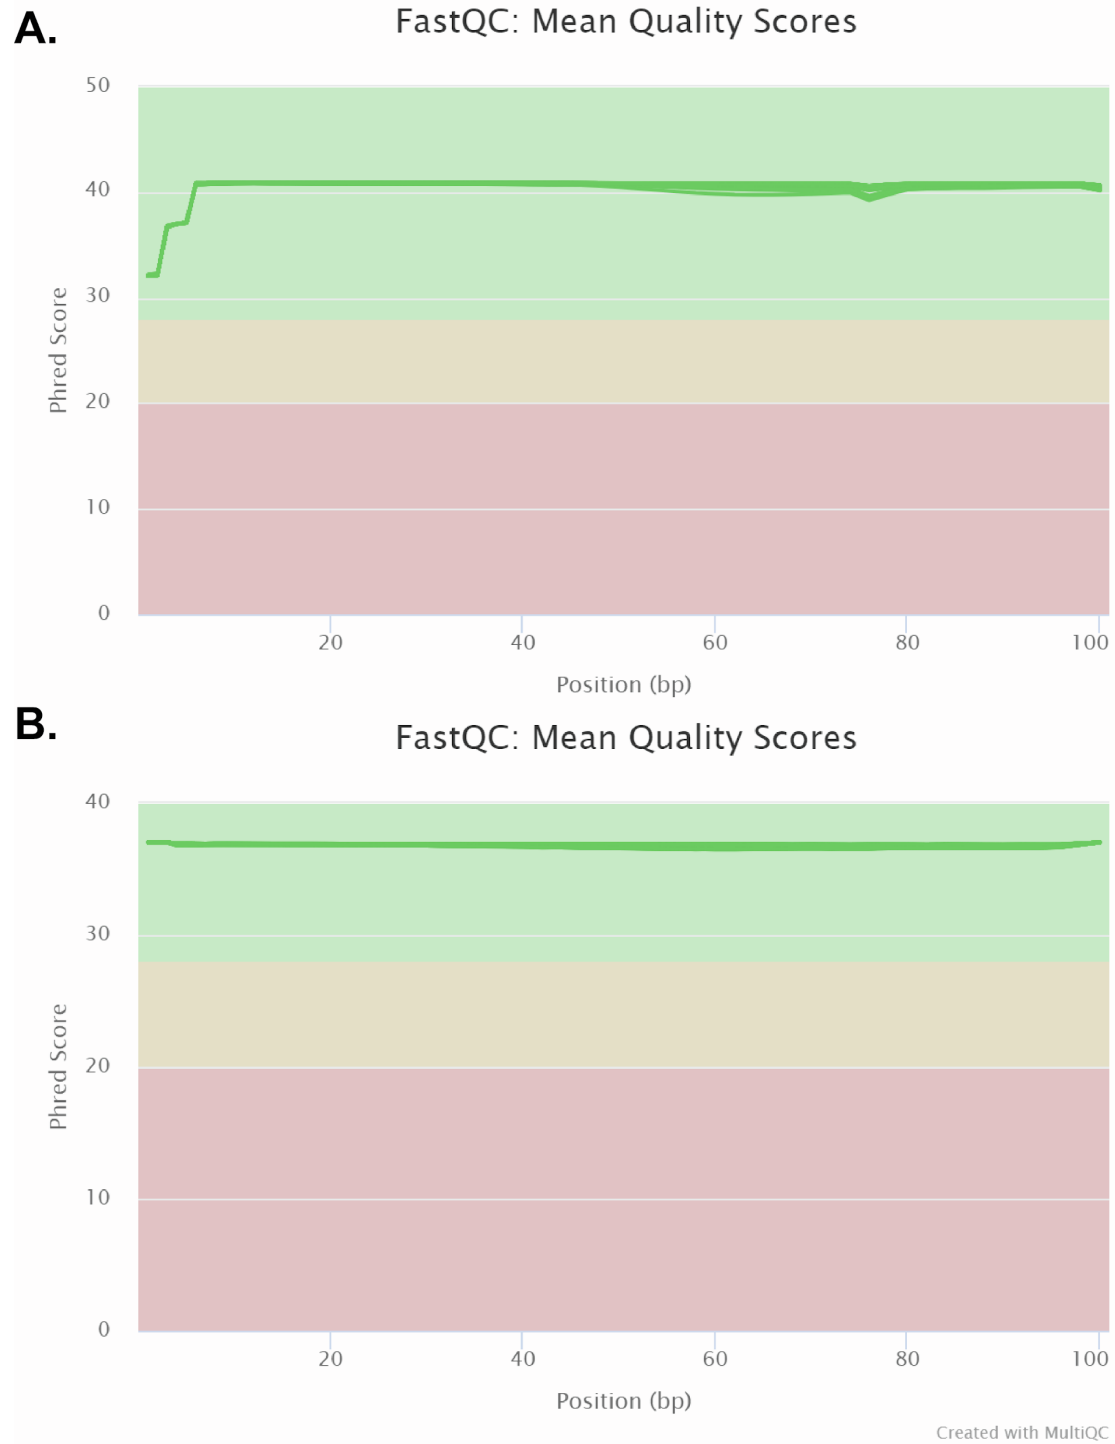 A.
FastQC: Mean Quality Scores
50
40
30
20
10
0
Phred Score
20 40 60 80 100
Position (bp)
B.
FastQC: Mean Quality Scores
40
30
20
10
0
Phred Score
20 40 60 80 100
Position (bp)
Created with MultiQC